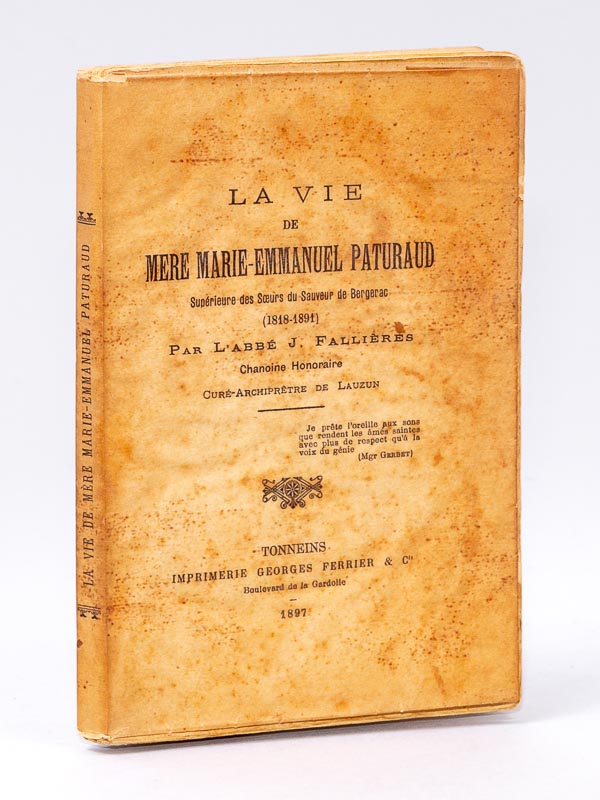 LA VIE DE MÈRE MARIE-EMMANUEL PATURAUD
LA VIE
DE
MERE MARIE-EMMANUEL PATURAUD
Supérieure des Sœurs du Sauveur de Bergerac
(1818-1891)
PAR L'ABBÉ J. FALLIÈRES
Chanoine Honoraire
CURÉ-ARCHIPRÊTRE DE LAUZUN
Je prête l'oreille aux sons
que rendent les âmes saintes
avec plus de respect qu'à la
voix du génie
(Mgr GERBET)
TONNEINS
IMPRIMERIE GEORGES FERRIER & Cie
Boulevard de la Gardolle
1897